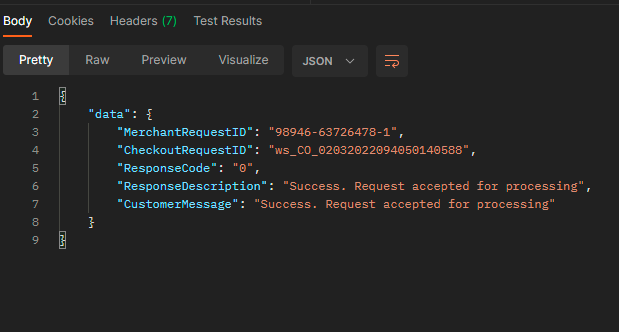 Body Cookies Headers (7) Test Results
Pretty Raw Preview Visualize JSON
1 {
2 "data": {
3 "MerchantRequestID": "98946-63726478-1",
4 "CheckoutRequestID": "ws_CO_02032022094050140588",
5 "ResponseCode": "0",
6 "ResponseDescription": "Success. Request accepted for processing",
7 "CustomerMessage": "Success. Request accepted for processing"
8 }
9 }